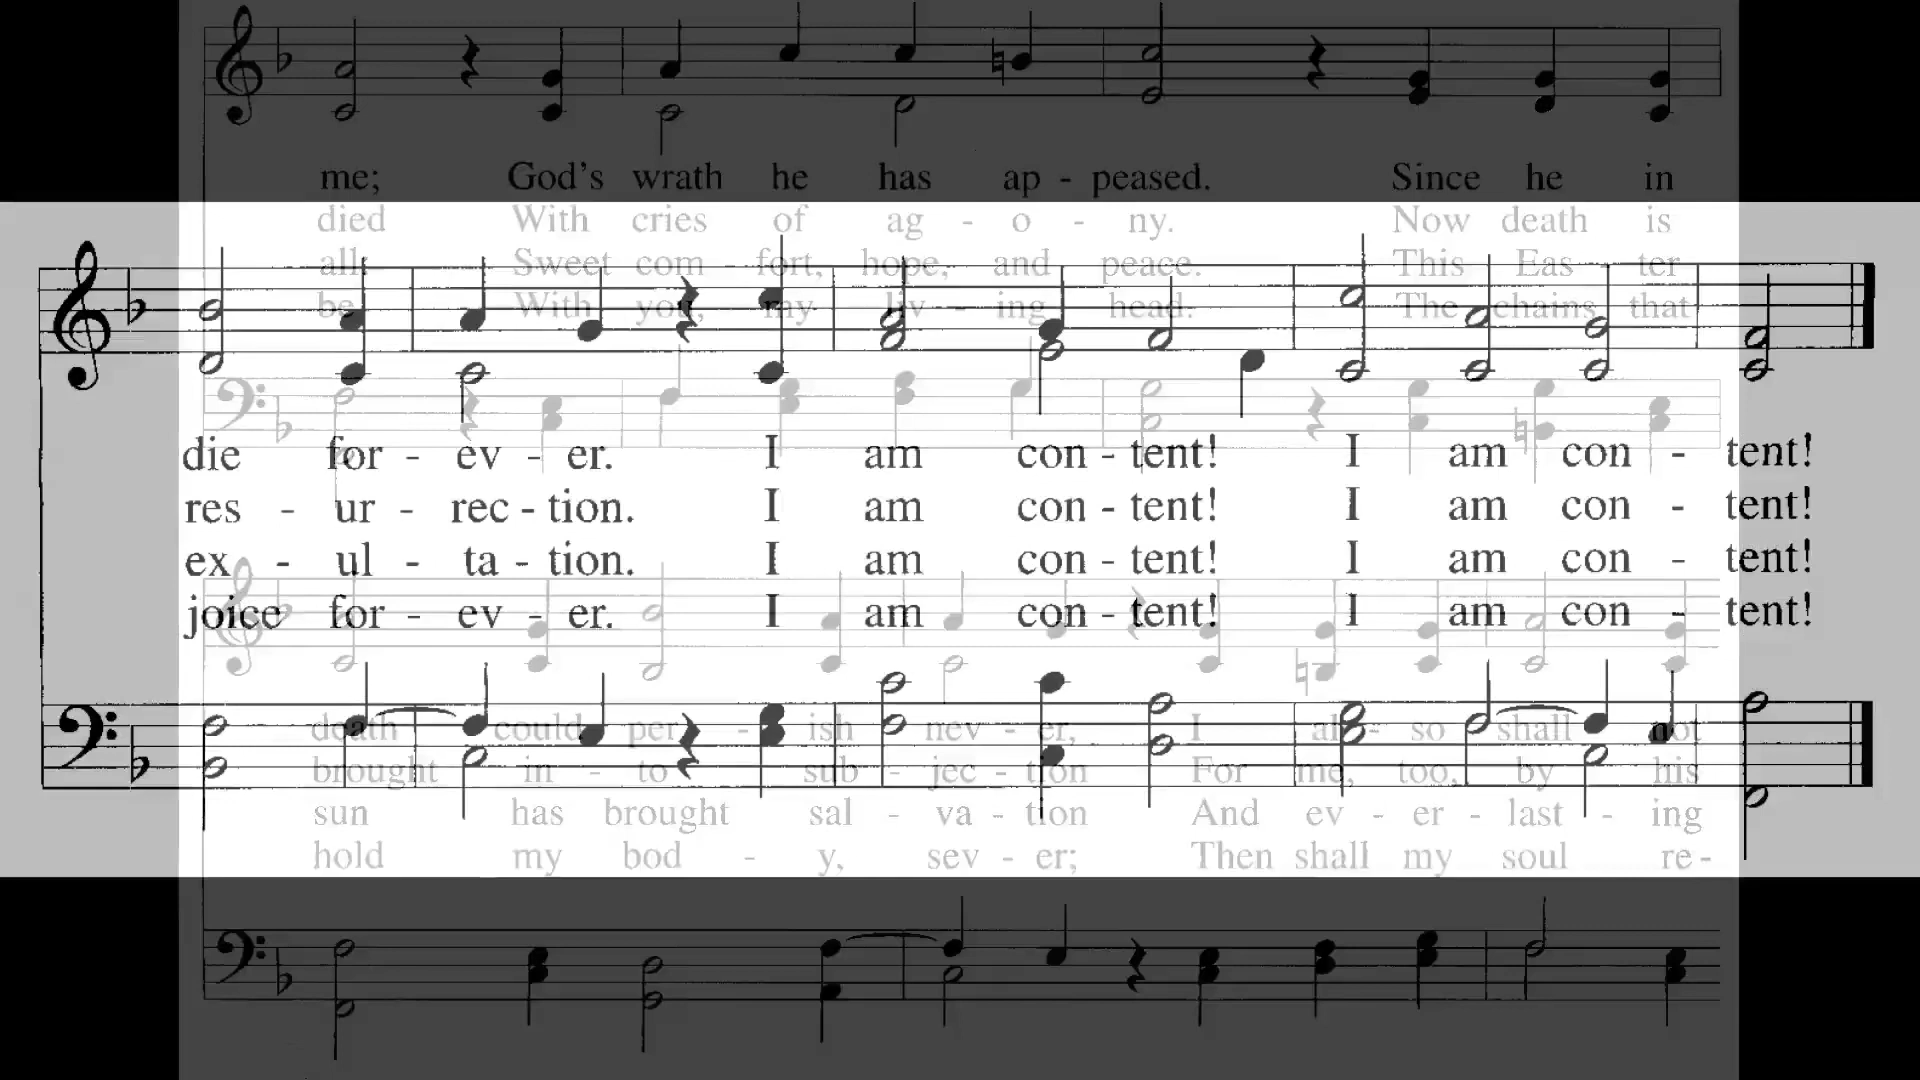 me; God's wrath he has ap - peased. Since he in
died With cries of ag - o - ny. Now death is
all: Sweet com - fort, hope, and peace. This Eas - ter
be With you, my liv - ing head. The chains that
die for - ev - er. I am con - tent! I am con - tent!
res - ur - rec - tion. I am con - tent! I am con - tent!
ex - ul - ta - tion. I am con - tent! I am con - tent!
joice for - ev - er. I am con - tent! I am con - tent!
death could per - ish nev - er, I al - so shall not
brought in - to sub - jec - tion For me, too, by his
sun has brought sal - va - tion And ev - er - last - ing
hold my bod - y, sev - er; Then shall my soul re -